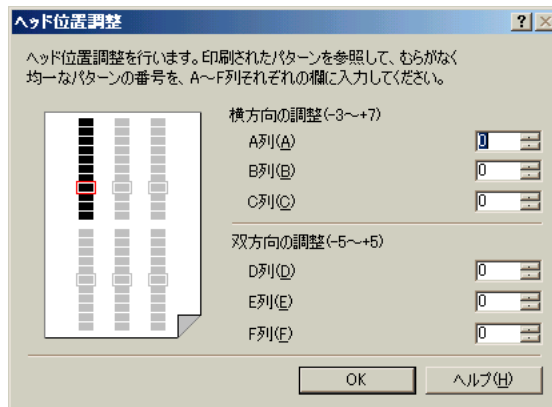 ヘッド位置調整
ヘッド位置調整を行います。印刷されたパターンを参照して、むらがなく
均一なパターンの番号を、A～F列それぞれの欄に入力してください。
横方向の調整(-3～+7)
A列(A) 0
B列(B) 0
C列(C) 0
双方向の調整(-5～+5)
D列(D) 0
E列(E) 0
F列(F) 0
OK ヘルプ(H)